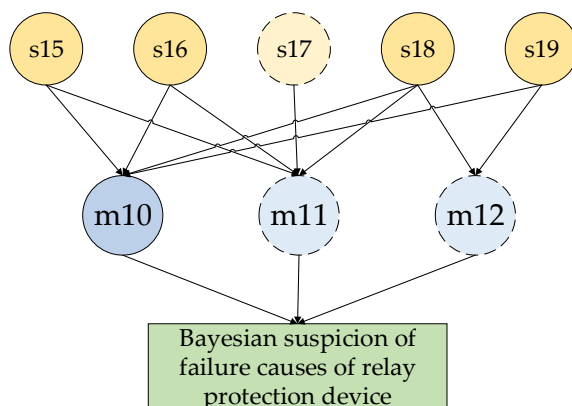 s15 s16 s17 s18 s19
m10 m11 m12
Bayesian suspicion of
failure causes of relay
protection device